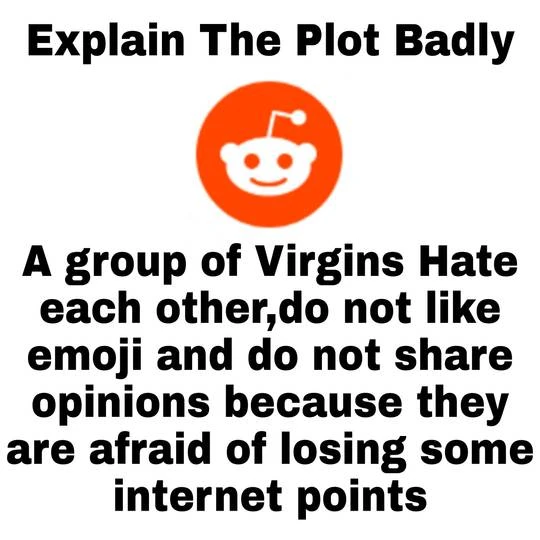 Explain The Plot Badly
A group of Virgins Hate
each other,do not like
emoji and do not share
opinions because they
are afraid of losing some
internet points